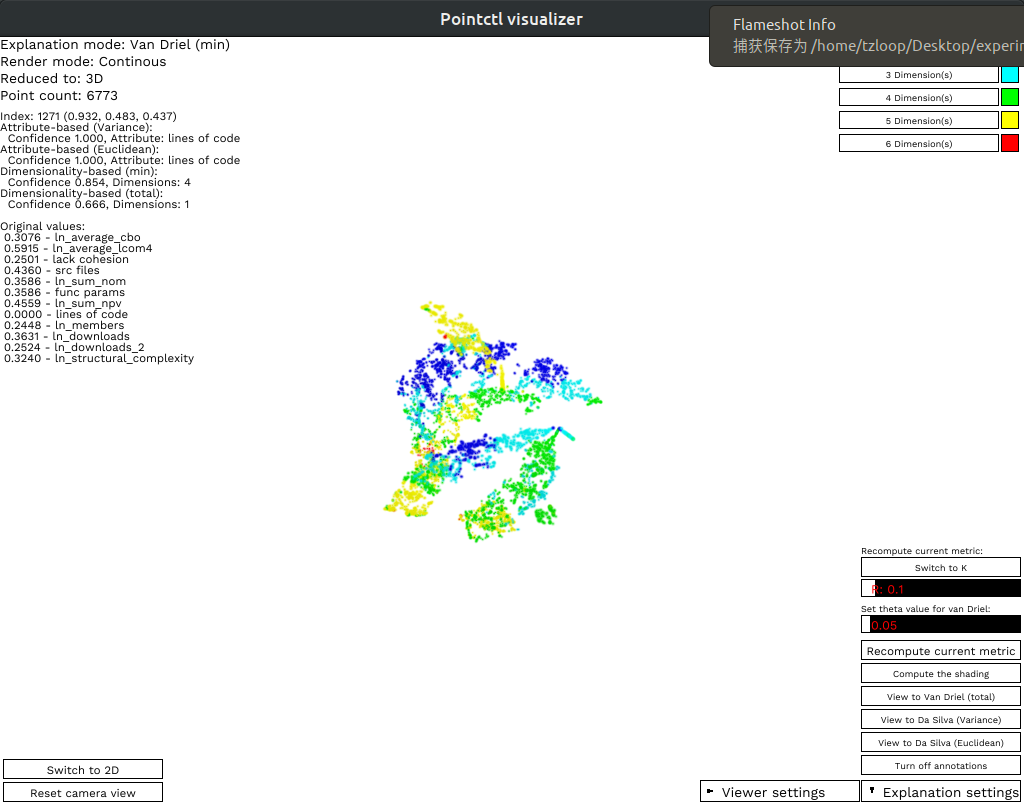 Pointctl visualizer
Flameshot Info
捕获保存为 /home/tzloop/Desktop/experim
Explanation mode: Van Driel (min)
Render mode: Continous
Reduced to: 3D
Point count: 6773
Index: 1271 (0.932, 0.483, 0.437)
Attribute-based (Variance):
Confidence 1.000, Attribute: lines of code
Attribute-based (Euclidean):
Confidence 1.000, Attribute: lines of code
Dimensionality-based (min):
Confidence 0.854, Dimensions: 4
Dimensionality-based (total):
Confidence 0.666, Dimensions: 1
Original values:
0.3076 - ln_average_cbo
0.5915 - ln_average_lcom4
0.2501 - lack cohesion
0.4360 - src files
0.3586 - ln_sum_nom
0.3586 - func params
0.4559 - ln_sum_npv
0.0000 - lines of code
0.2448 - ln_members
0.3631 - ln_downloads
0.2524 - ln_downloads_2
0.3240 - ln_structural_complexity
3 Dimension(s)
4 Dimension(s)
5 Dimension(s)
6 Dimension(s)
Recompute current metric:
Switch to K
R: 0.1
Set theta value for van Driel:
0.05
Recompute current metric
Compute the shading
View to Van Driel (total)
View to Da Silva (Variance)
View to Da Silva (Euclidean)
Turn off annotations
Switch to 2D
Reset camera view
Viewer settings
Explanation settings